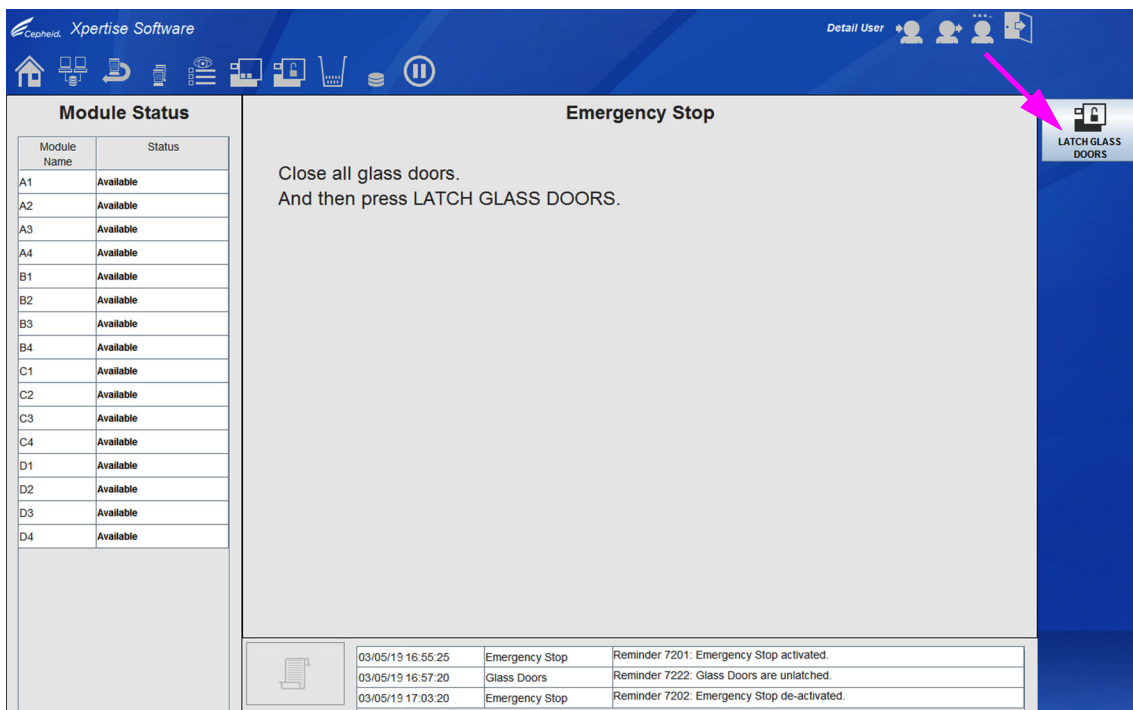 Cepheid. Xpertise Software
Detail User
Module Status
Emergency Stop
LATCH GLASS
DOORS
Module
Name
Status
Close all glass doors.
And then press LATCH GLASS DOORS.
A1 Available
A2 Available
A3 Available
A4 Available
B1 Available
B2 Available
B3 Available
B4 Available
C1 Available
C2 Available
C3 Available
C4 Available
D1 Available
D2 Available
D3 Available
D4 Available
03/05/19 16:55:25 Emergency Stop Reminder 7201: Emergency Stop activated.
03/05/19 16:57:20 Glass Doors Reminder 7222: Glass Doors are unlatched.
03/05/19 17:03:20 Emergency Stop Reminder 7202: Emergency Stop de-activated.